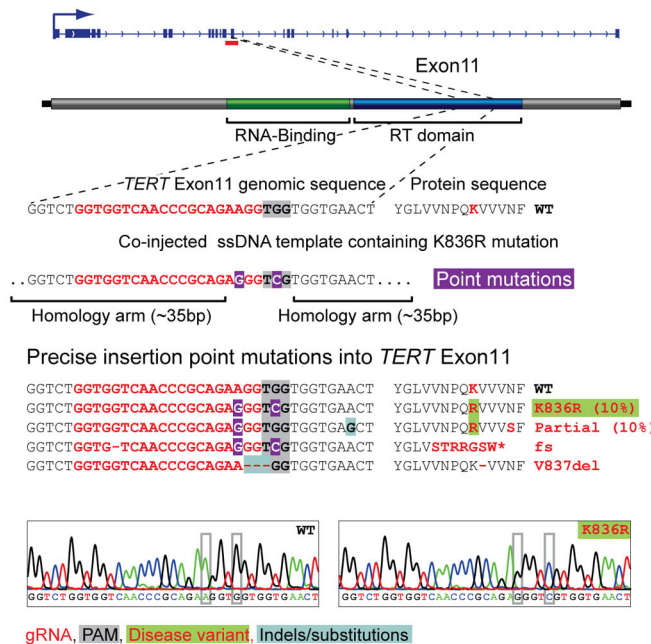 Exon11
RNA-Binding RT domain
TERT Exon11 genomic sequence Protein sequence
GGTCTGGTGGTCAACCCGCAGAAGGTGGTGGTGAACT YGLVVNPQKVVVNF WT
Co-injected ssDNA template containing K836R mutation
..GGTCTGGTGGTCAACCCGCAGAGGGTCGTGGTGAACT.... Point mutations
Homology arm (~35bp) Homology arm (~35bp)
Precise insertion point mutations into TERT Exon11
GGTCTGGTGGTCAACCCGCAGAAGGTGGTGGTGAACT YGLVVNPQKVVVNF WT
GGTCTGGTGGTCAACCCGCAGAGGGTCGTGGTGAACT YGLVVNPQRVVVNF K836R (10%)
GGTCTGGTGGTCAACCCGCAGAGGGTGGTGGTGAGCT YGLVVNPQRVVVSF Partial (10%)
GGTCTGGTG-TCAACCCGCAGAGGGTCGTGGTGAACT YGLVSTRRGSW* fs
GGTCTGGTGGTCAACCCGCAGAA---GGTGGTGAACT YGLVVNPQK-VVNF V837del
WT K836R
GGTCTGGTGGTCAACCCGCAGAAGGTGGTGGTGAACT GGTCTGGTGGTCAACCCGCAGAGGGTCGTGGTGAACT
gRNA, PAM, Disease variant, Indels/substitutions